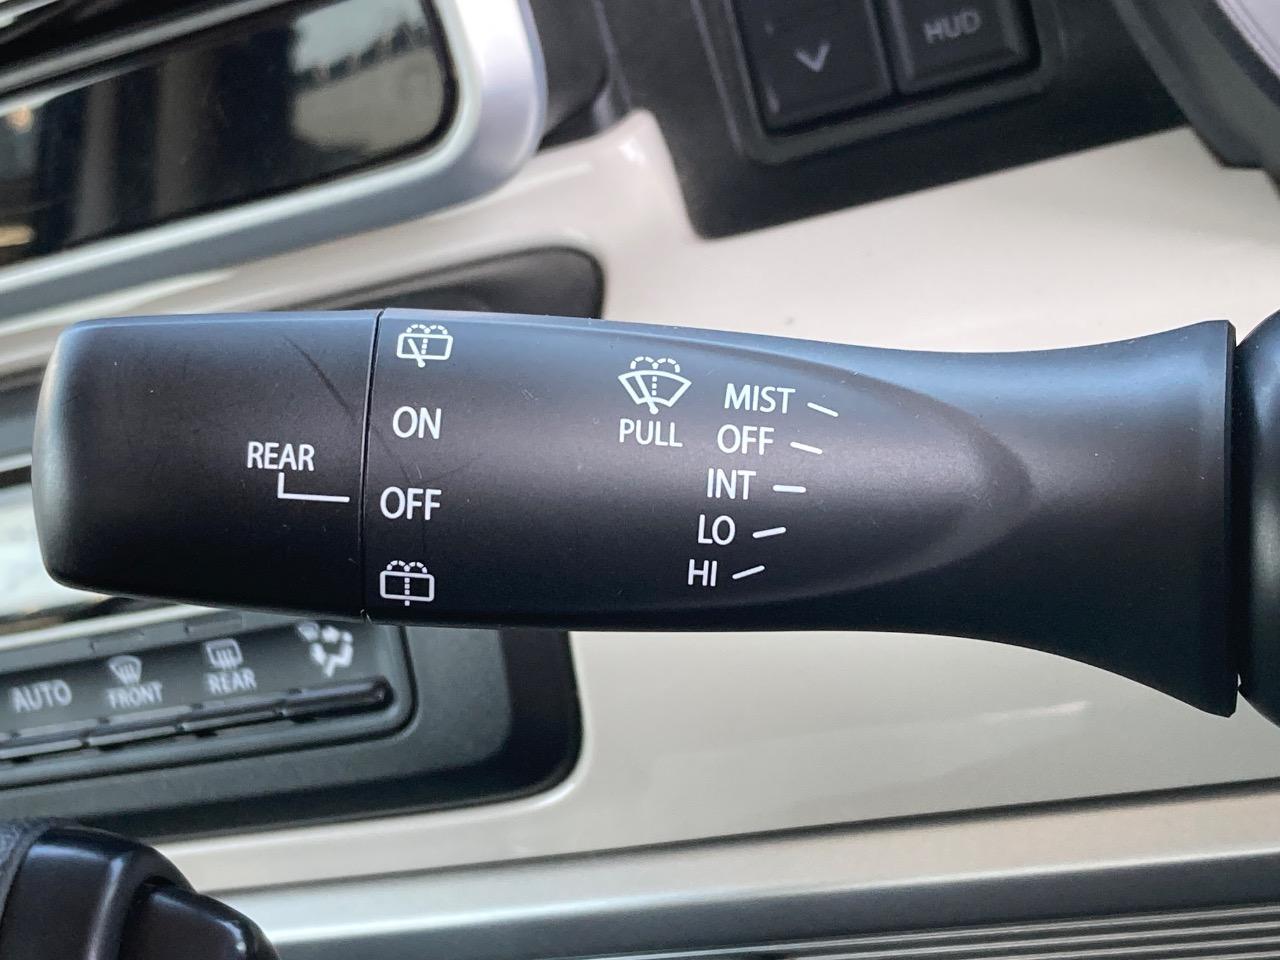 HUD
MIST
OFF
INT
LO
HI
PULL
ON
OFF
REAR
AUTO
FRONT
REAR